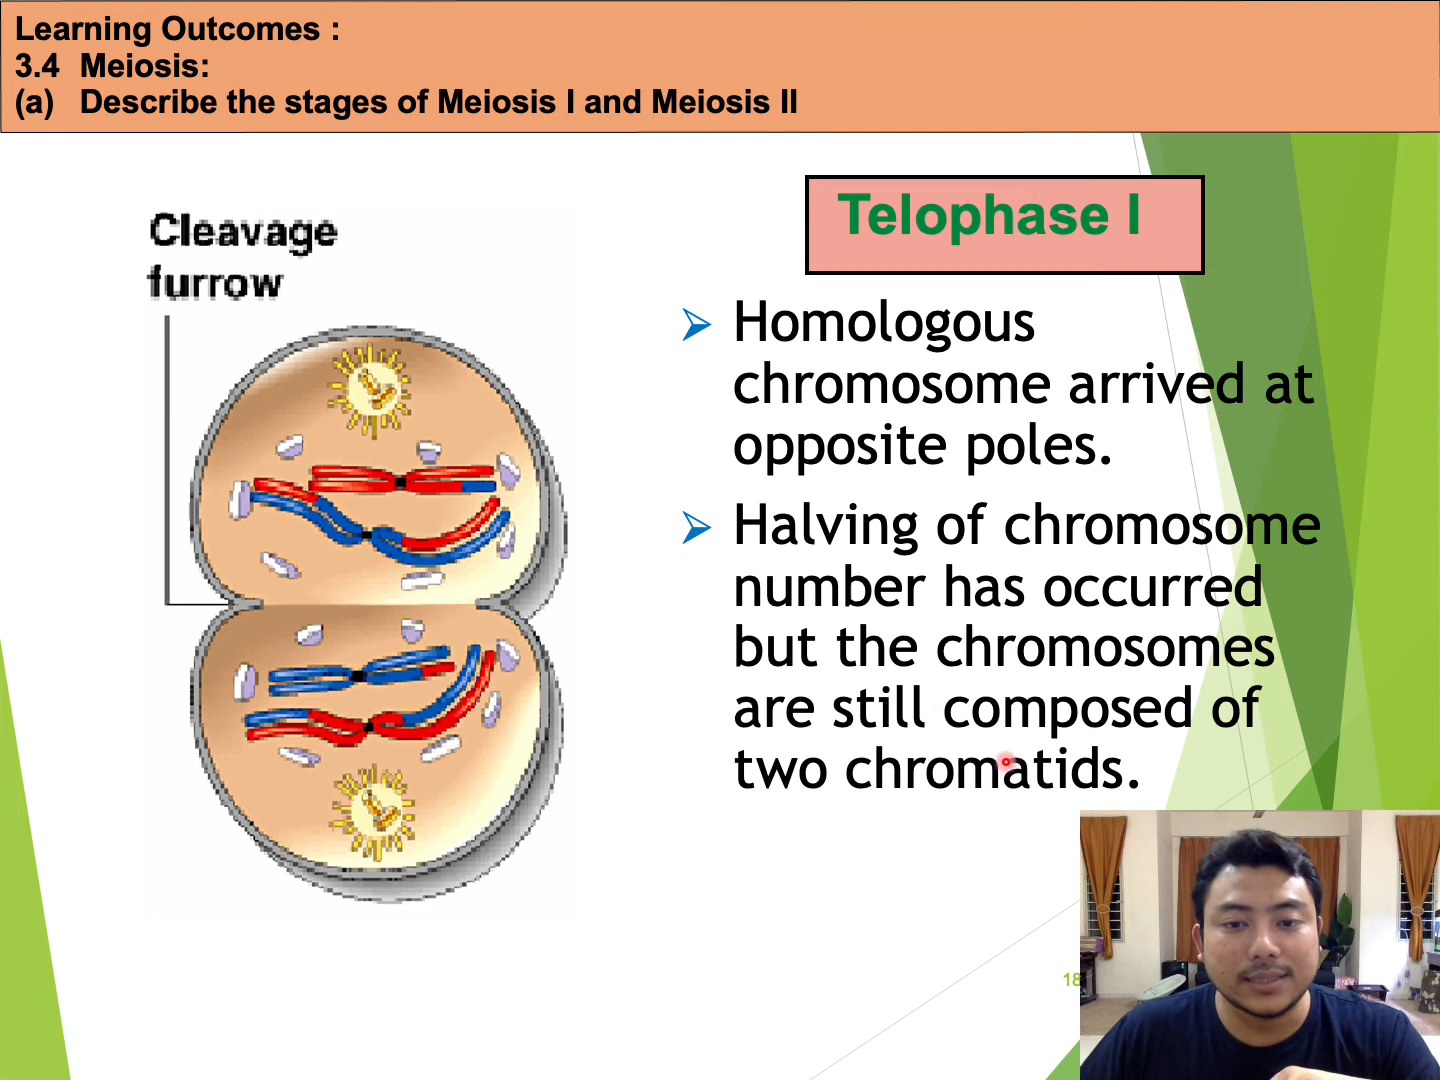 Learning Outcomes :
3.4 Meiosis:
(a) Describe the stages of Meiosis I and Meiosis II
Cleavage
furrow
Telophase I
Homologous
chromosome arrived at
opposite poles.
Halving of chromosome
number has occurred
but the chromosomes
are still composed of
two chromatids.
18